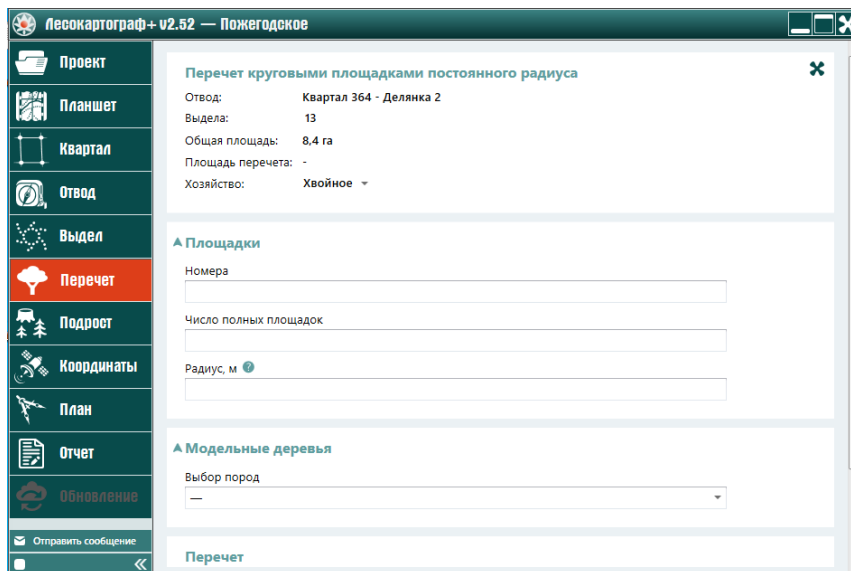 Лесокартограф+ v2.52 — Пожегодское
Проект
Планшет
Квартал
Отвод
Выдел
Перечет
Подрост
Координаты
План
Отчет
Обновление
Отправить сообщение
Перечет круговыми площадками постоянного радиуса
Отвод: Квартал 364 - Делянка 2
Выдела: 13
Общая площадь: 8,4 га
Площадь перечета: -
Хозяйство: Хвойное
Площадки
Номера
Число полных площадок
Радиус, м ?
Модельные деревья
Выбор пород
—
Перечет